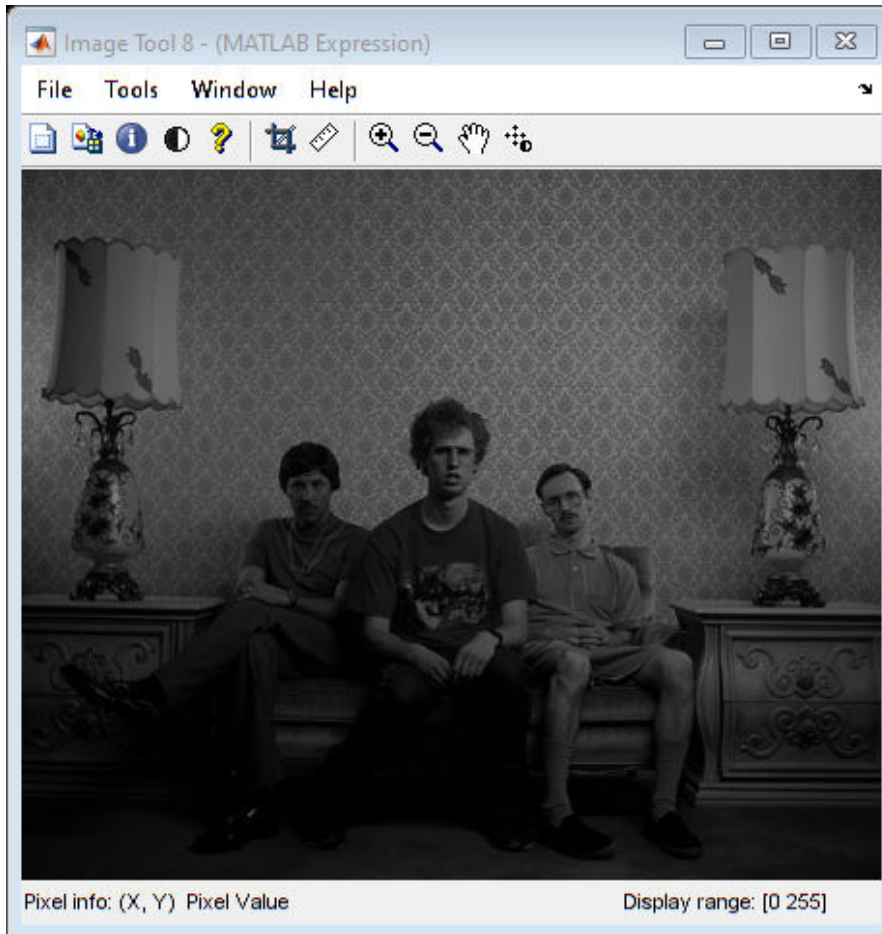 Image Tool 8 - (MATLAB Expression)
File Tools Window Help
Pixel info: (X, Y) Pixel Value Display range: [0 255]